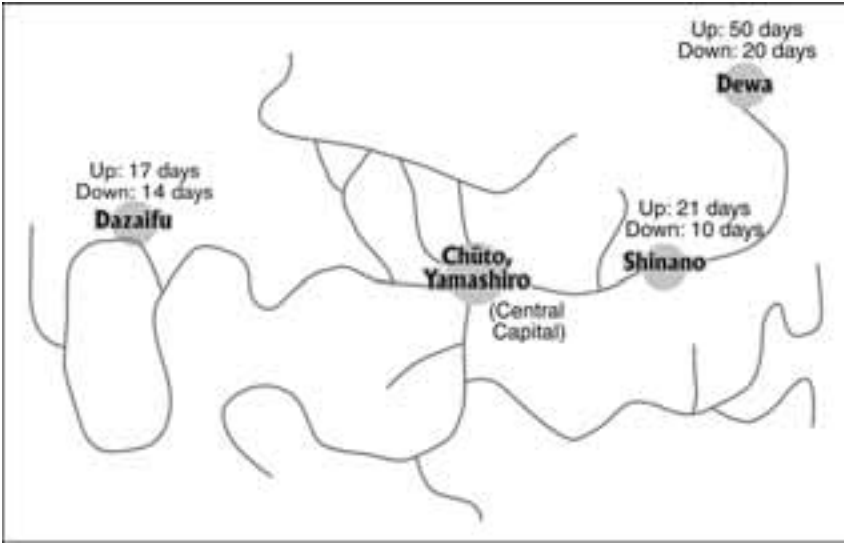 Up: 50 days
Down: 20 days
Dewa
Up: 17 days
Down: 14 days
Dazaifu
Up: 21 days
Down: 10 days
Shinano
Chūto,
Yamashiro
(Central
Capital)